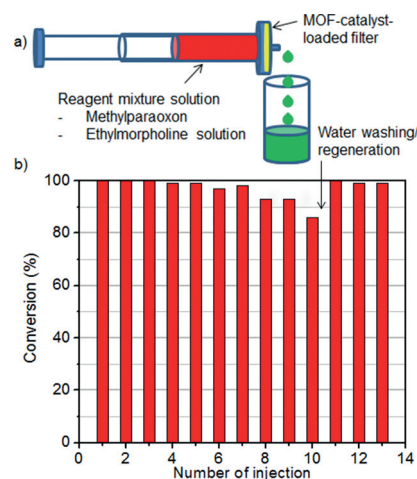 a)
MOF-catalyst-
loaded filter
Reagent mixture solution
- Methylparaoxon
- Ethylmorpholine solution
Water washing/
regeneration
b)
Conversion (%)
100
80
60
40
20
0
0 2 4 6 8 10 12 14
Number of injection